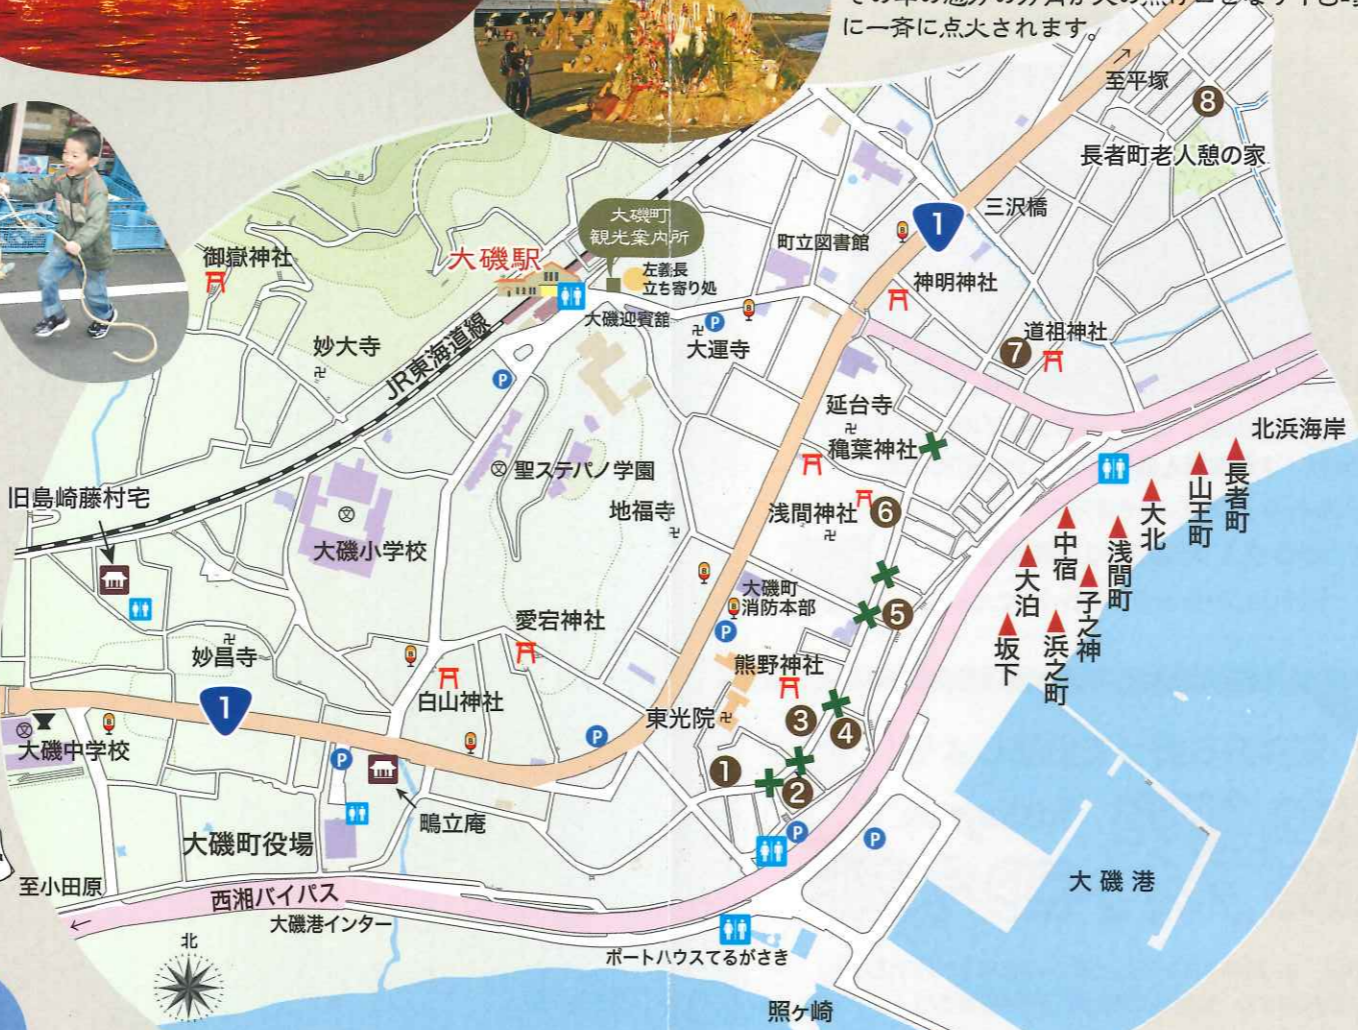 に一斉に点火されます。
至平塚
8
長者町老人憩の家
大磯町
観光案内所
三沢橋
1
御嶽神社
大磯駅
町立図書館
左義長
立ち寄り処
神明神社
大磯迎賓館
P
大運寺
道祖神社
7
妙大寺
JR東海道線
P
延台寺
穐葉神社
北浜海岸
聖ステパノ学園
旧島崎藤村宅
地福寺
浅間神社
6
長者町
山王町
大北
浅間町
中宿
子之神
大泊
浜之町
坂下
大磯小学校
大磯町
消防本部
P
5
愛宕神社
妙昌寺
熊野神社
白山神社
1
東光院
3
4
大磯中学校
P
P
1
2
鴫立庵
P
P
大磯町役場
大磯港
至小田原
西湘バイパス
大磯港インター
北
ポートハウスてるがさき
照ヶ崎